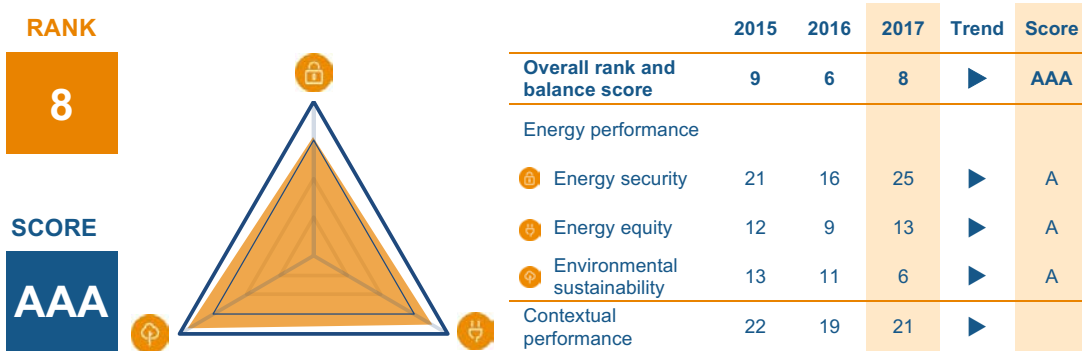 RANK
8
SCORE
AAA
2015 2016 2017 Trend Score
Overall rank and
balance score 9 6 8 AAA
Energy performance
Energy security 21 16 25 A
Energy equity 12 9 13 A
Environmental
sustainability 13 11 6 A
Contextual
performance 22 19 21